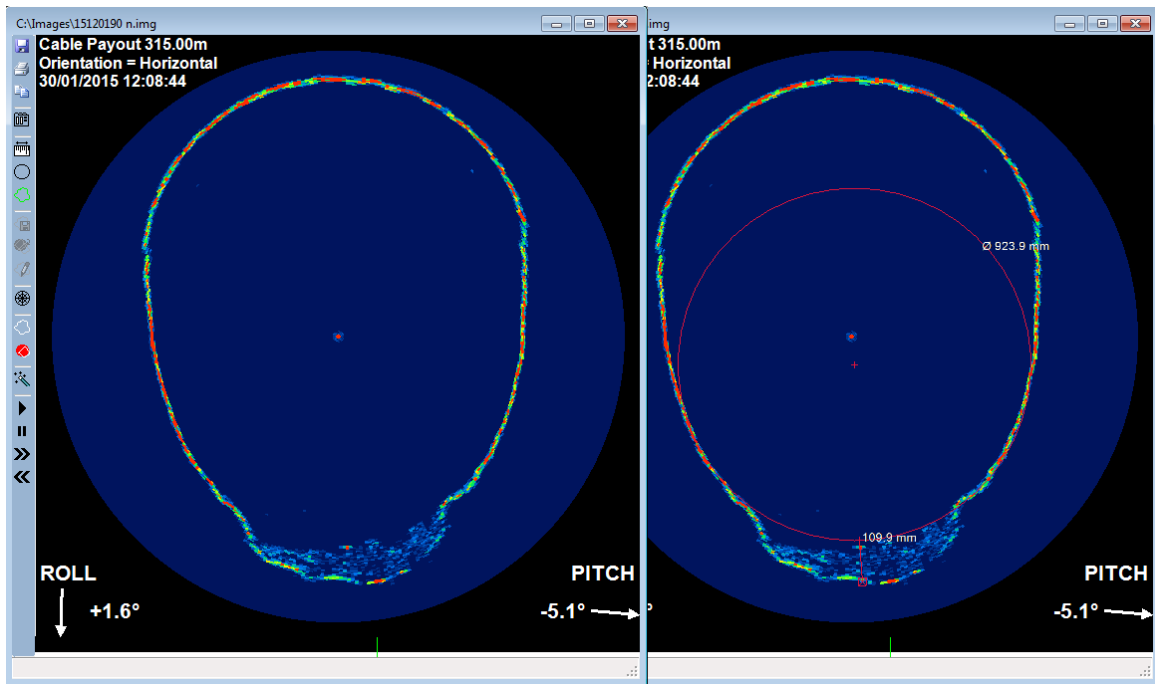 C:\Images\15120190 n.img
Cable Payout 315.00m
Orientation = Horizontal
30/01/2015 12:08:44
ROLL
+1.6°
PITCH
-5.1°
.img
t 315.00m
Horizontal
2:08:44
Ø 923.9 mm
109.9 mm
PITCH
-5.1°